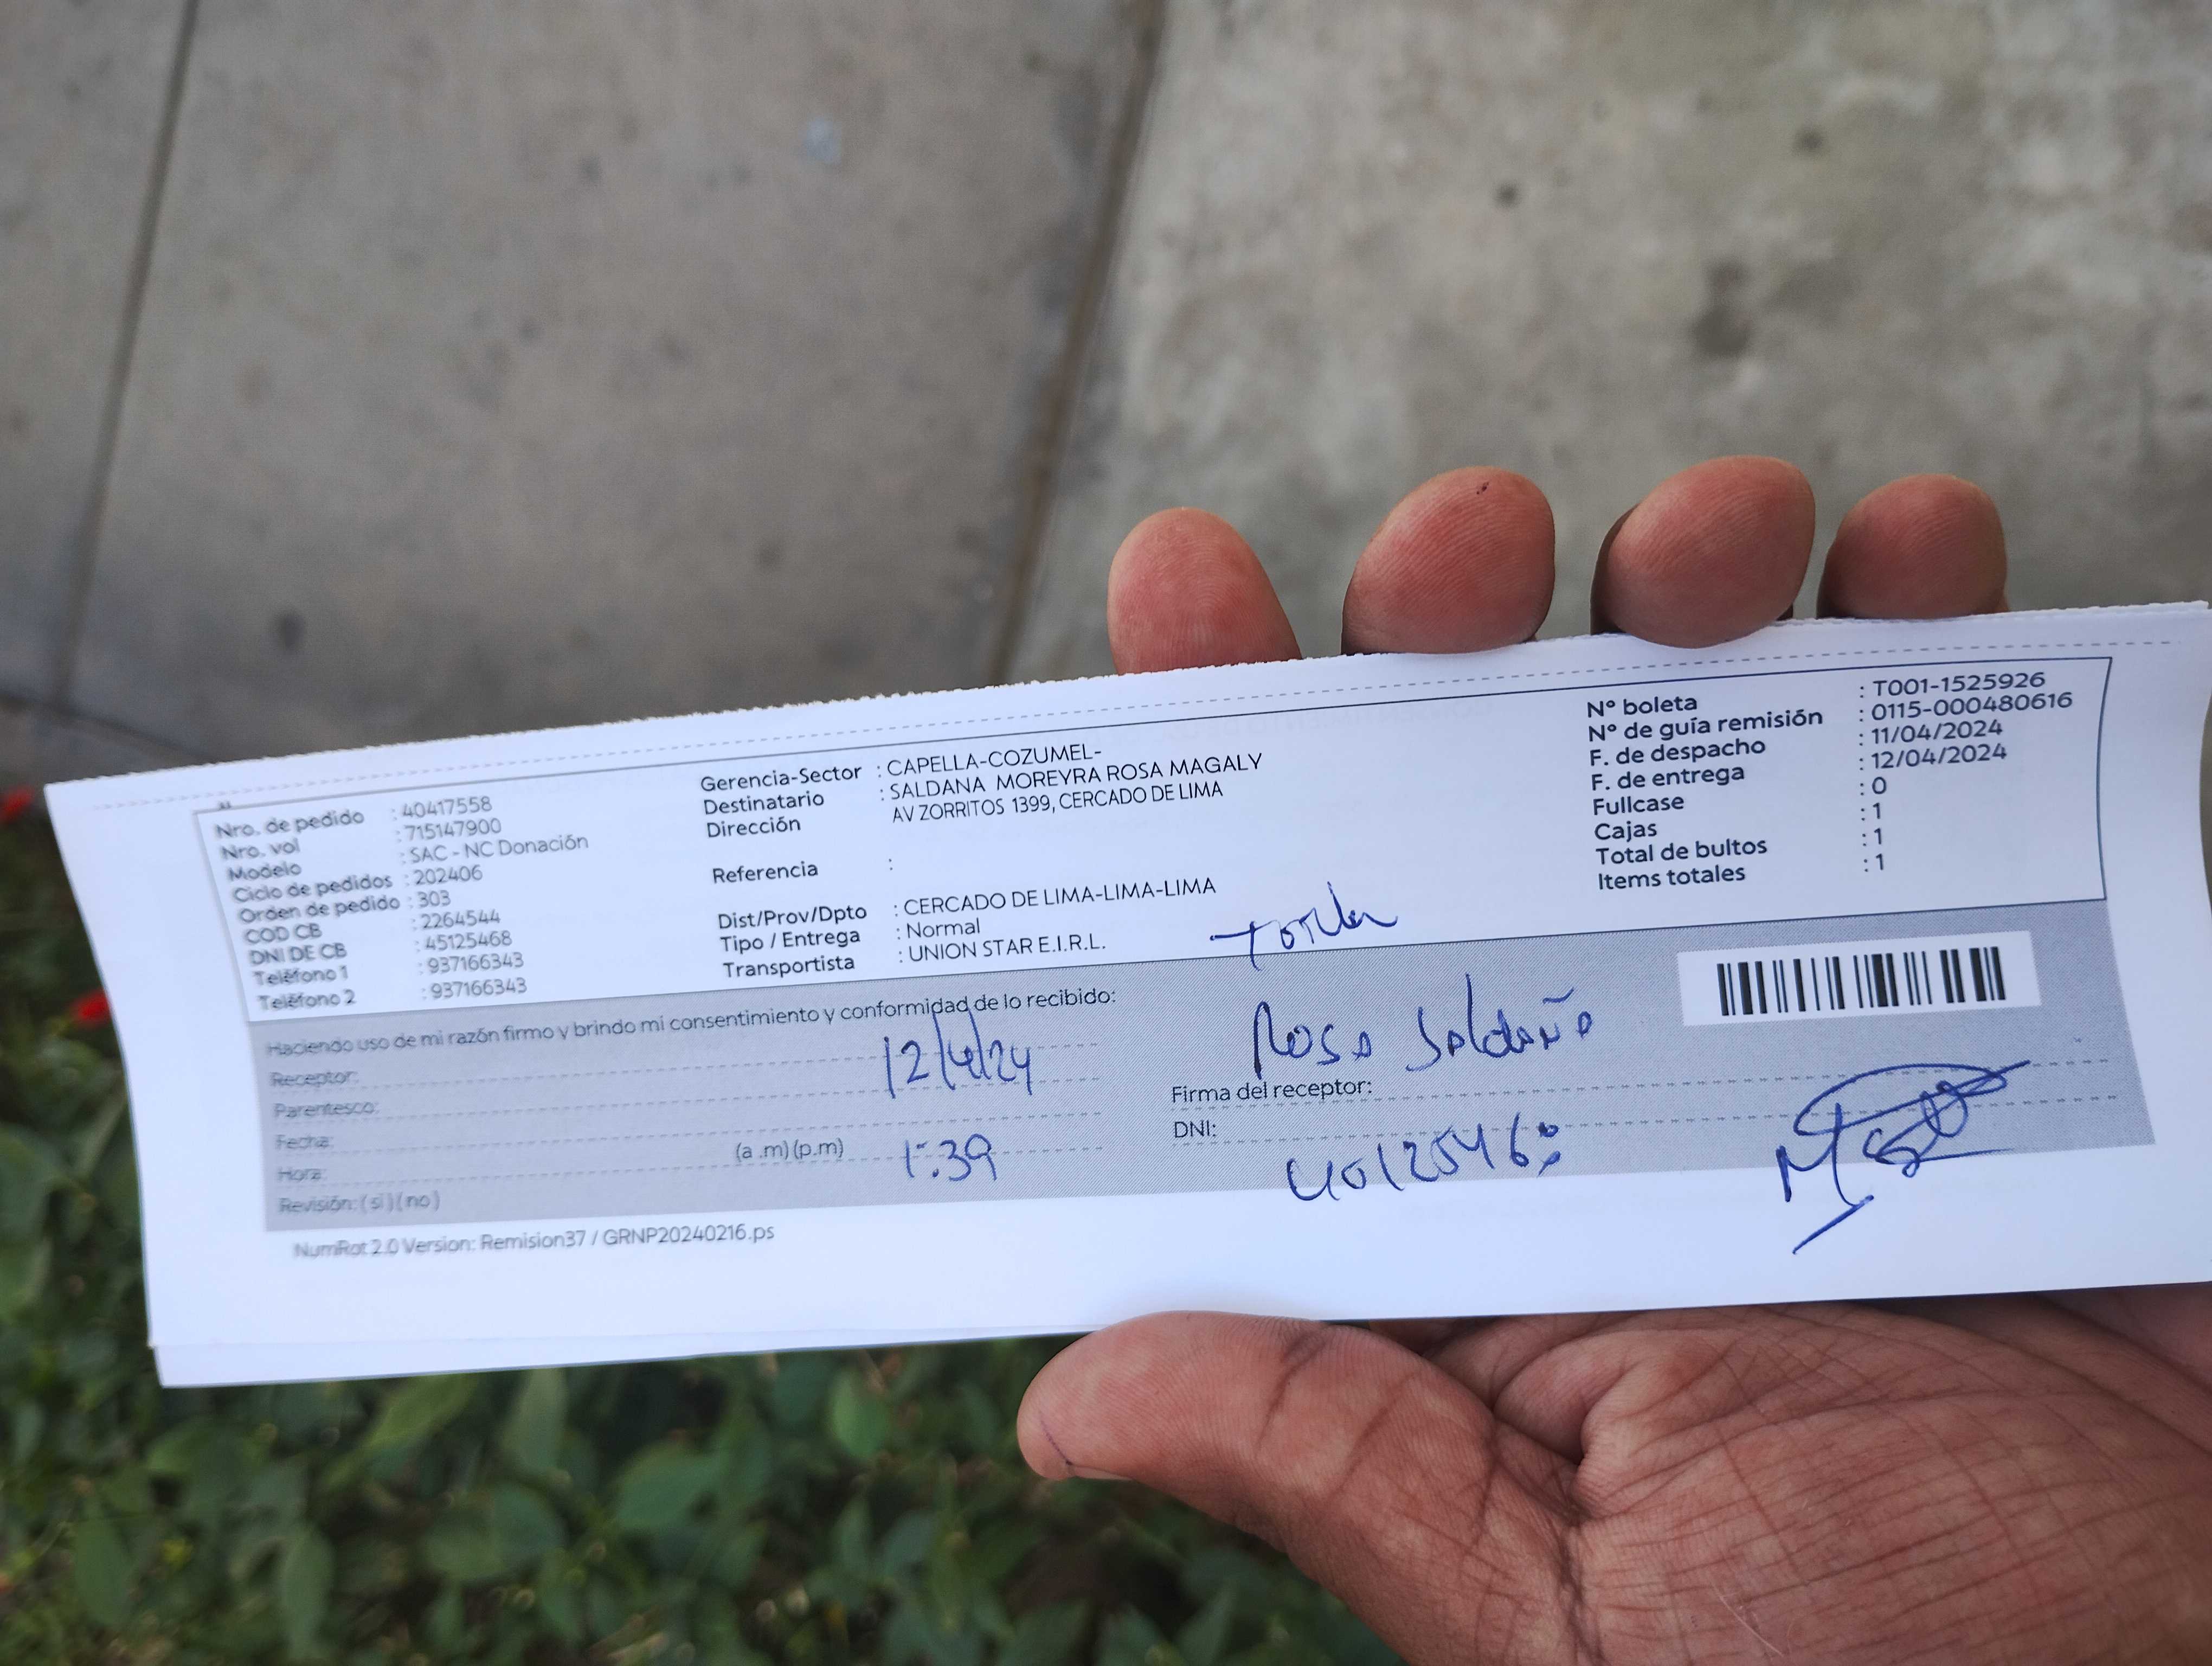 Nro. de pedido : 40417558
Nro. vol : 715147900
Modelo : SAC - NC Donación
Ciclo de pedidos : 202406
Orden de pedido : 303
COD CB : 2264544
DNI DE CB : 45125468
Teléfono 1 : 937166343
Teléfono 2 : 937166343
Gerencia-Sector : CAPELLA-COZUMEL-
Destinatario : SALDANA MOREYRA ROSA MAGALY
Dirección AV ZORRITOS 1399, CERCADO DE LIMA
Referencia :
Dist/Prov/Dpto : CERCADO DE LIMA-LIMA-LIMA
Tipo / Entrega : Normal
Transportista : UNION STAR E.I.R.L.
N° boleta : T001-1525926
N° de guía remisión : 0115-000480616
F. de despacho : 11/04/2024
F. de entrega : 12/04/2024
Fullcase : 0
Cajas : 1
Total de bultos : 1
Items totales : 1
Haciendo uso de mi razón firmo y brindo mi consentimiento y conformidad de lo recibido:
Receptor:
Parentesco:
Fecha: 12/4/24
Hora: (a .m) (p.m) 1:39
Revisión: ( si ) ( no )
Rosa Saldaña
Firma del receptor:
DNI:
NumRot 2.0 Version: Remision37 / GRNP20240216.ps